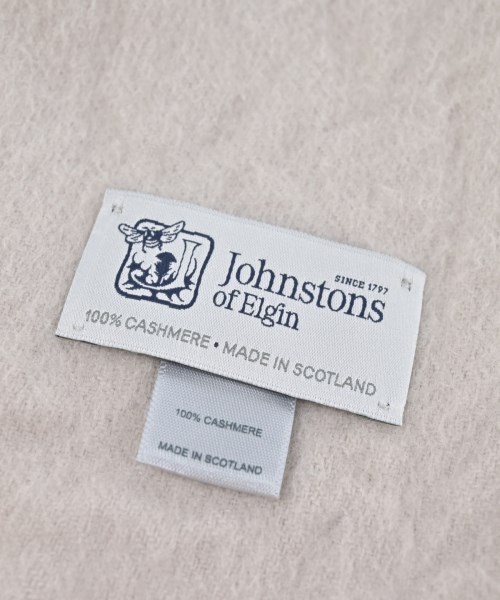 SINCE 1797
Johnstons
of Elgin
100% CASHMERE • MADE IN SCOTLAND
100% CASHMERE
MADE IN SCOTLAND